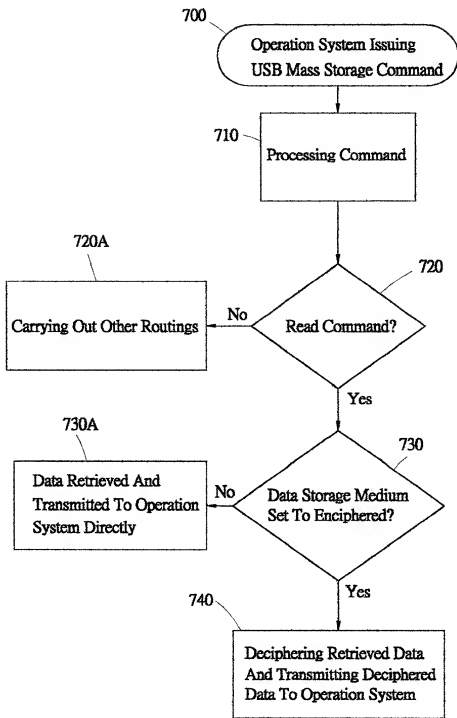 700
Operation System Issuing
USB Mass Storage Command
710
Processing Command
720A
720
Carrying Out Other Routings
No
Read Command?
Yes
730A
730
Data Retrieved And
Transmitted To Operation
System Directly
No
Data Storage Medium
Set To Enciphered?
Yes
740
Deciphering Retrieved Data
And Transmitting Deciphered
Data To Operation System